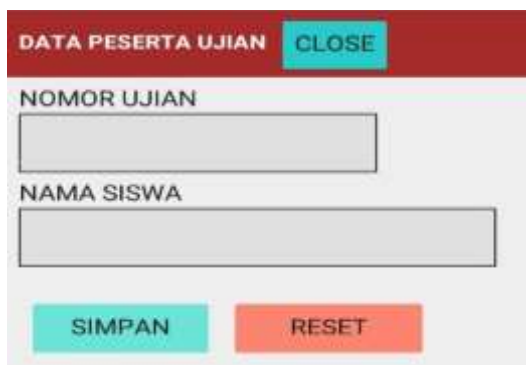 DATA PESERTA UJIAN CLOSE
NOMOR UJIAN
NAMA SISWA
SIMPAN RESET